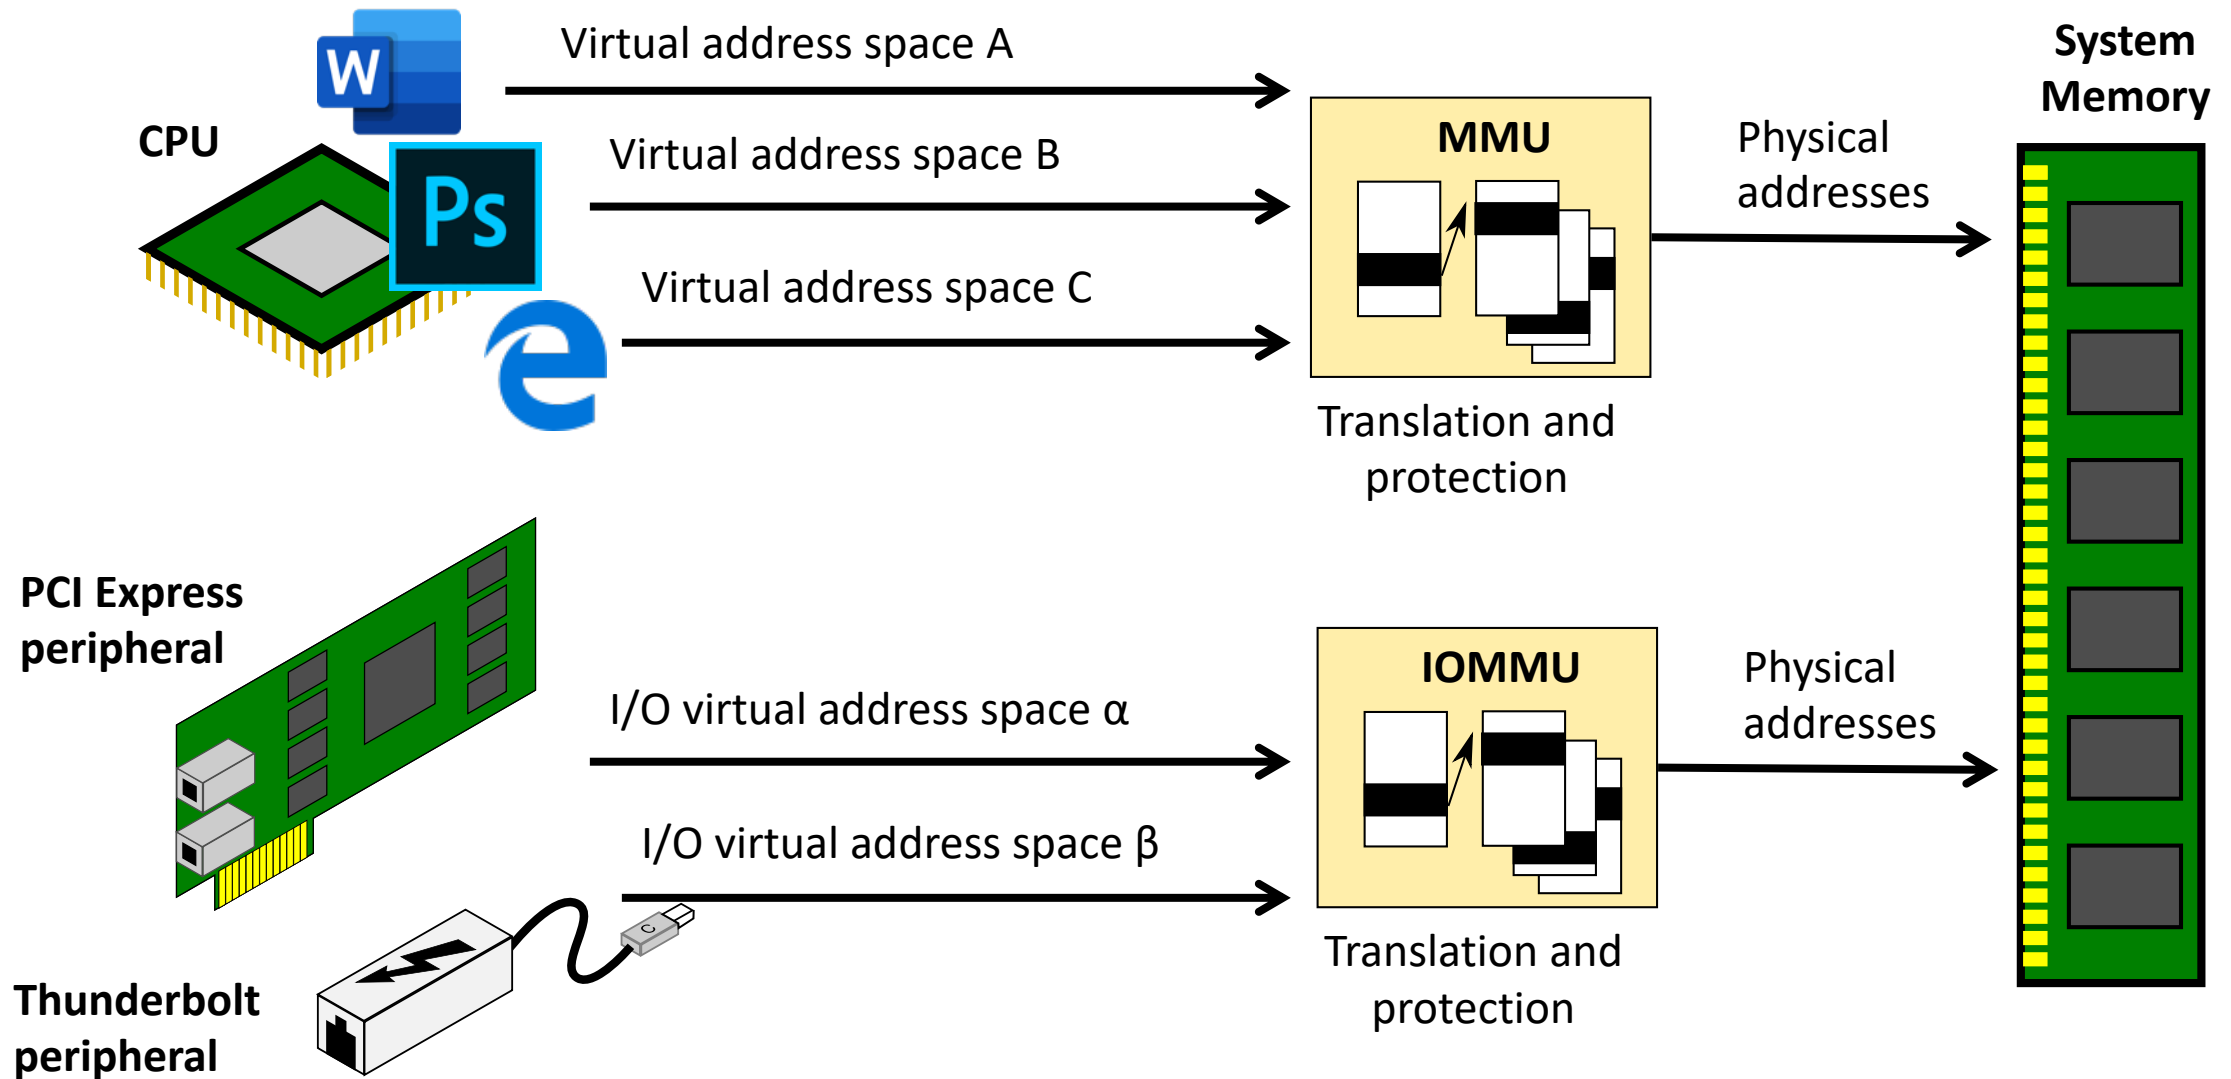 Virtual address space A
System
Memory
W
CPU
MMU
Physical
addresses
Virtual address space B
Ps
Virtual address space C
Translation and
protection
PCI Express
peripheral
IOMMU
Physical
addresses
I/O virtual address space α
I/O virtual address space β
C
Translation and
protection
Thunderbolt
peripheral